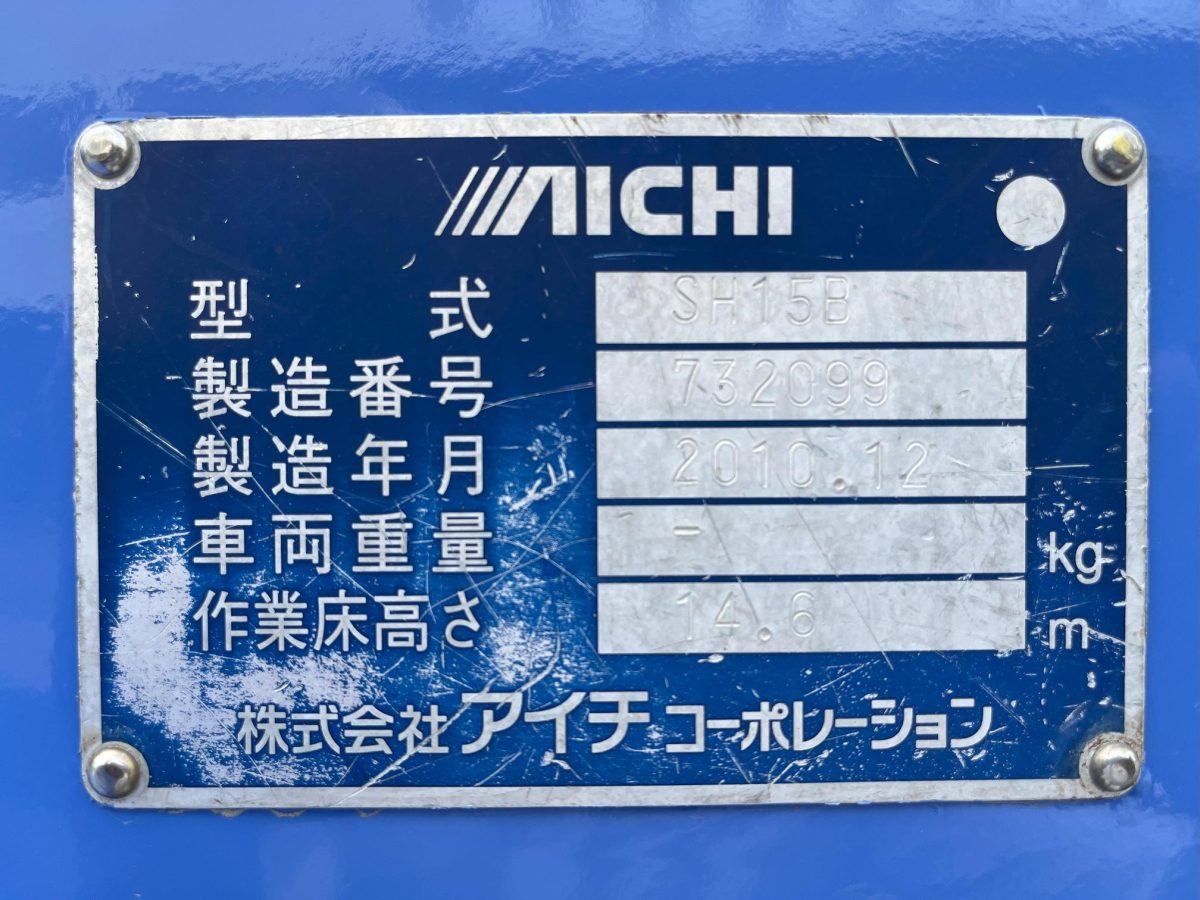 AICHI
型式 SH15B
製造番号 732099
製造年月 2010.12
車両重量 - kg
作業床高さ 14.6 m
株式会社アイチコーポレーション